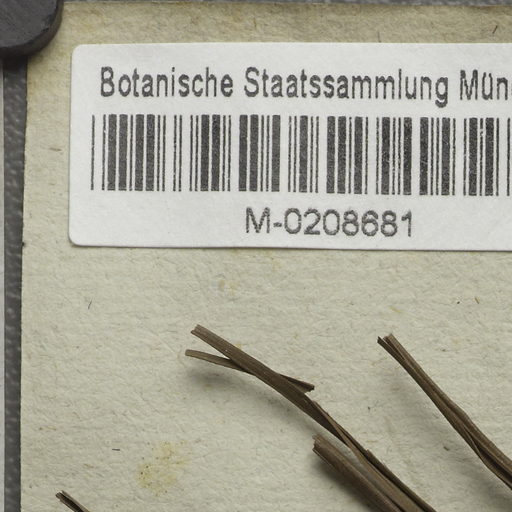 Botanische Staatssammlung Mün
M-0208681